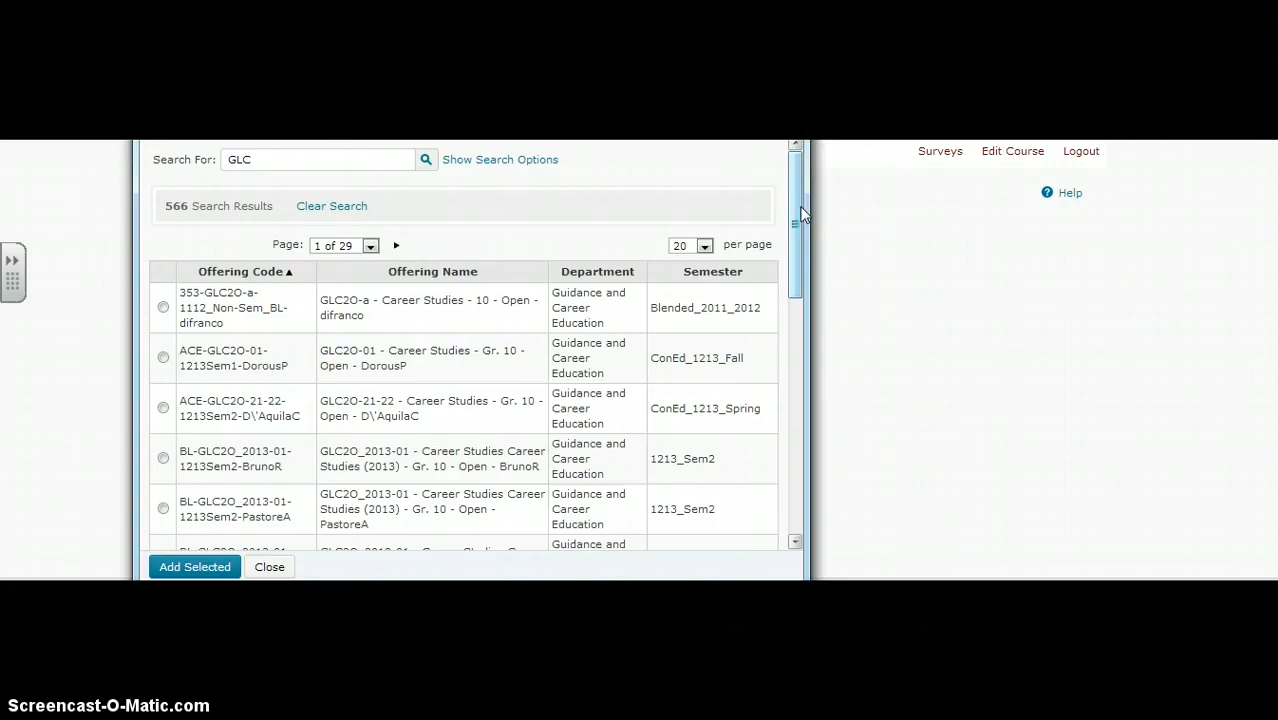 Search For: GLC Show Search Options
Surveys Edit Course Logout
Help
566 Search Results Clear Search
Page: 1 of 29 20 per page
Offering Code Offering Name Department Semester
353-GLC2O-a-
1112_Non-Sem_BL-
difranco
GLC2O-a - Career Studies - 10 - Open -
difranco
Guidance and
Career
Education
Blended_2011_2012
ACE-GLC2O-01-
1213Sem1-DorousP
GLC2O-01 - Career Studies - Gr. 10 -
Open - DorousP
Guidance and
Career
Education
ConEd_1213_Fall
ACE-GLC2O-21-22-
1213Sem2-D\'AquilaC
GLC2O-21-22 - Career Studies - Gr. 10 -
Open - D\'AquilaC
Guidance and
Career
Education
ConEd_1213_Spring
BL-GLC2O_2013-01-
1213Sem2-BrunoR
GLC2O_2013-01 - Career Studies Career
Studies (2013) - Gr. 10 - Open - BrunoR
Guidance and
Career
Education
1213_Sem2
BL-GLC2O_2013-01-
1213Sem2-PastoreA
GLC2O_2013-01 - Career Studies Career
Studies (2013) - Gr. 10 - Open -
PastoreA
Guidance and
Career
Education
1213_Sem2
Guidance and
Add Selected Close
Screencast-O-Matic.com